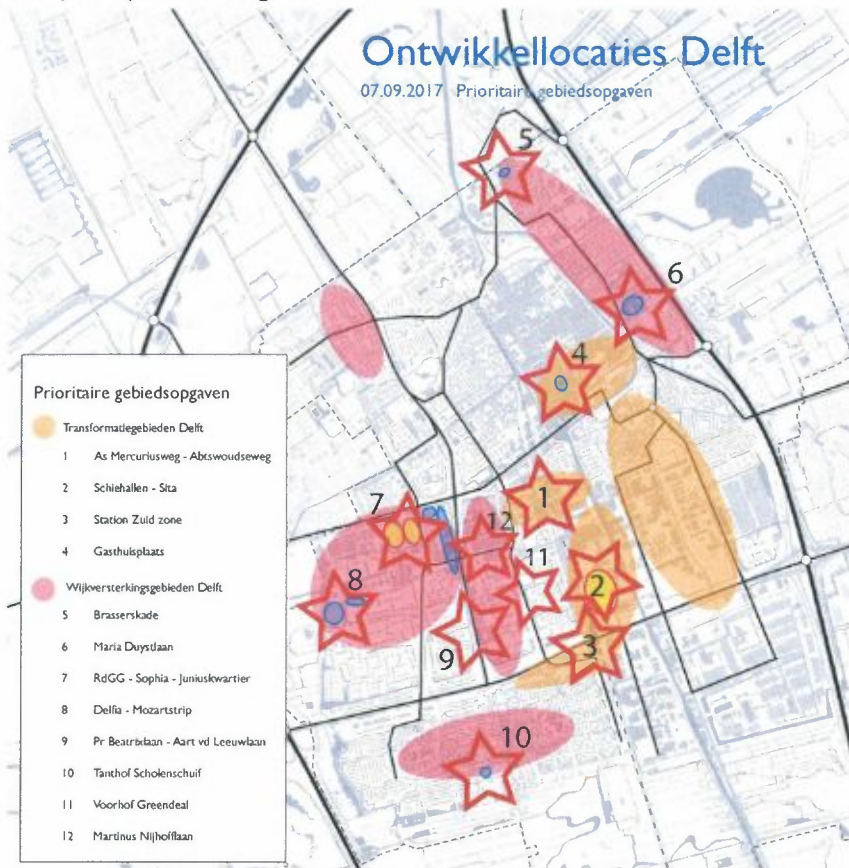 Ontwikkellocaties Delft
07.09.2017 Prioritaire gebiedsopgaven
5
6
4
7
1
12
11
8
2
9
3
10
Prioritaire gebiedsopgaven
Transformatiegebieden Delft
1 As Mercuriusweg - Abtswoudseweg
2 Schiehallen - Sita
3 Station Zuid zone
4 Gasthuisplaats
Wijkversterkingsgebieden Delft
5 Brasserskade
6 Maria Duystlaan
7 RdGG - Sophia - Juniuskwartier
8 Delfia - Mozartstrip
9 Pr Beatrixlaan - Aart vd Leeuwlaan
10 Tanthof Scholenschuif
11 Voorhof Greendeal
12 Martinus Nijhofflaan